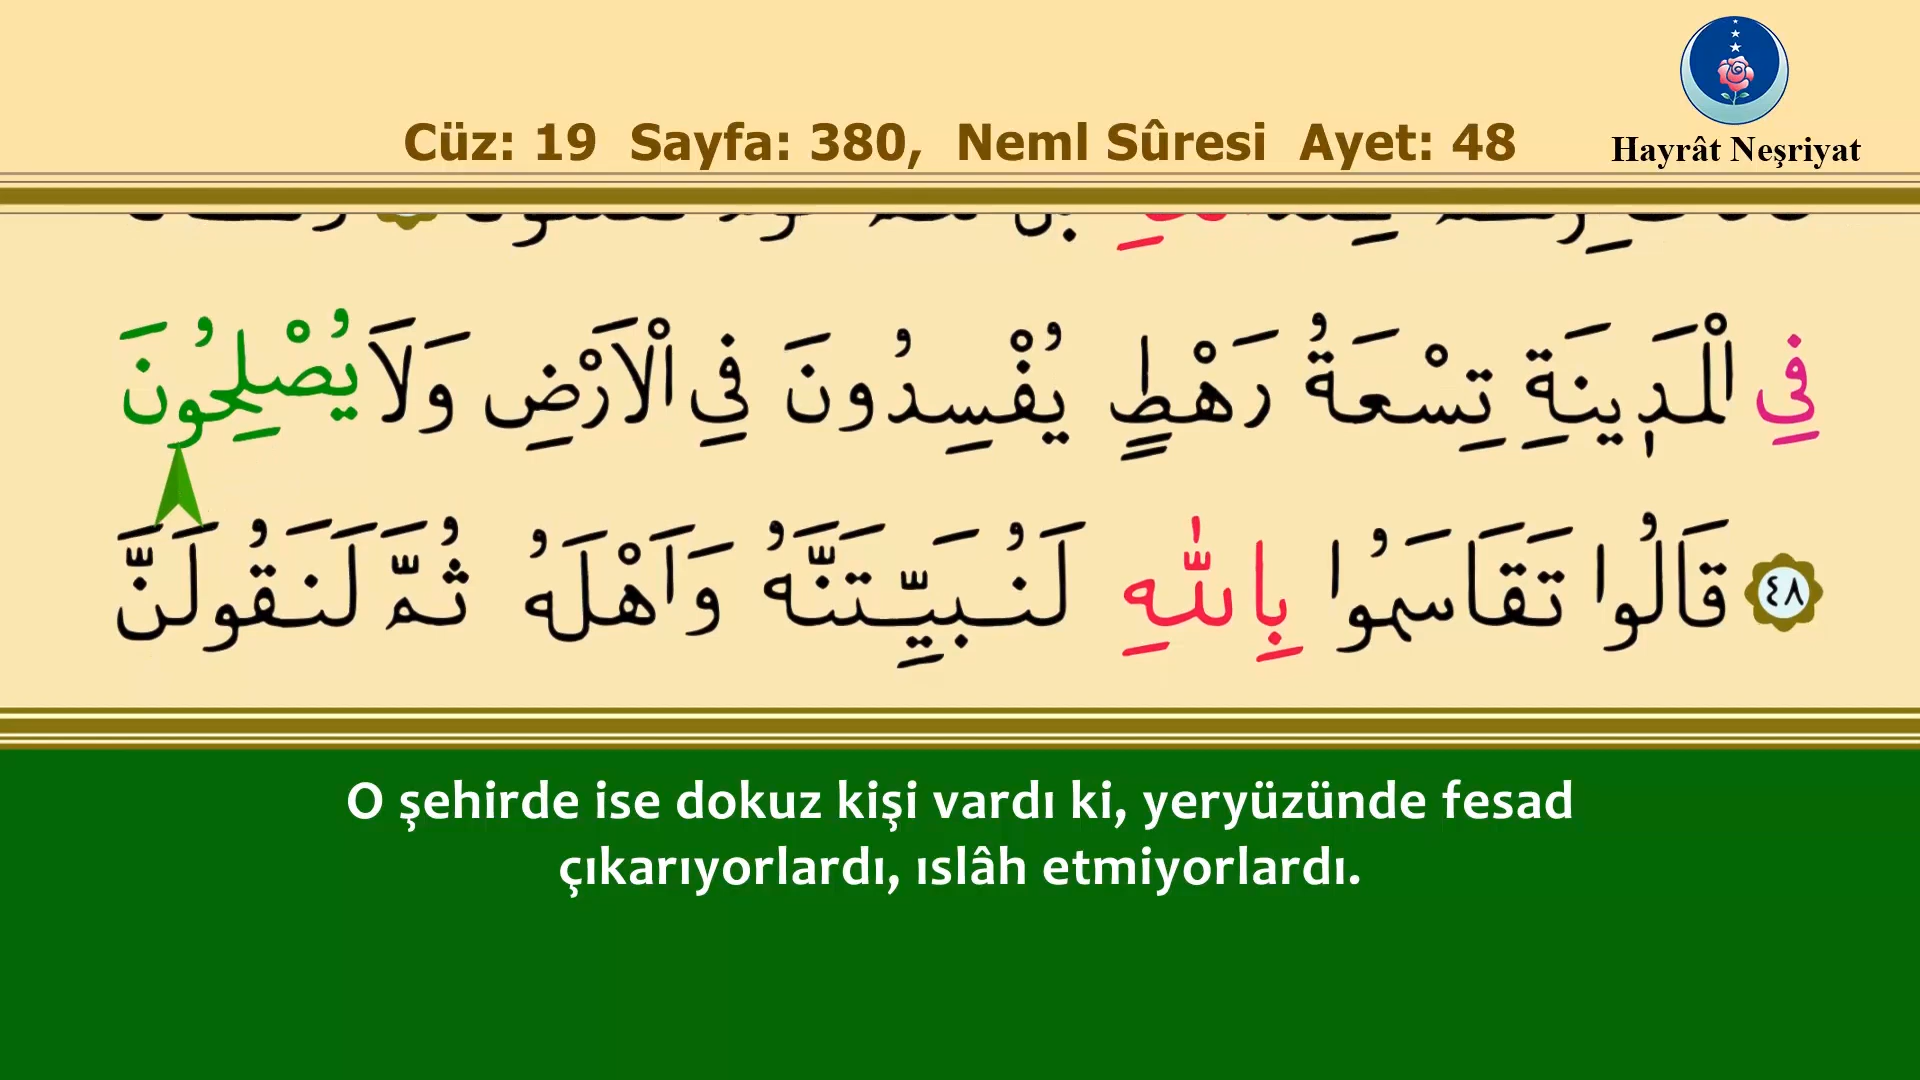 Hayrât Neşriyat
Cüz: 19 Sayfa: 380, Neml Sûresi Ayet: 48
فِي الْمَدٖينَةِ تِسْعَةُ رَهْطٍ يُفْسِدُونَ فِي الْاَرْضِ وَلَا يُصْلِحُونَ
﴿٤٨﴾ قَالُوا تَقَاسَمُوا بِاللّٰهِ لَنُبَيِّتَنَّهُ وَاَهْلَهُ ثُمَّ لَنَقُولَنَّ
O şehirde ise dokuz kişi vardı ki, yeryüzünde fesad
çıkarıyorlardı, ıslâh etmiyorlardı.